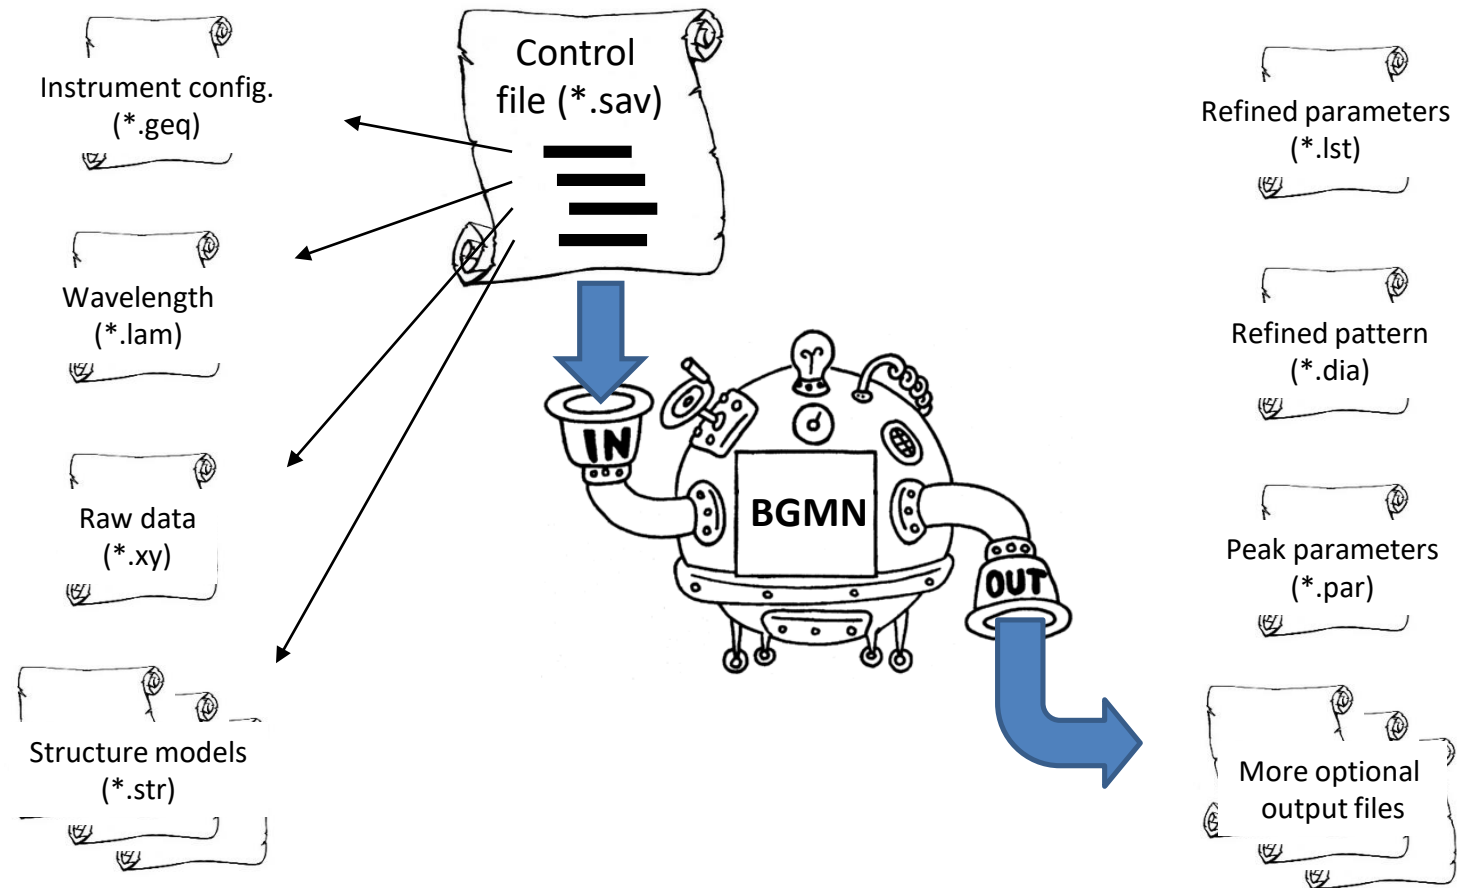 Instrument config.
(*.geq)
Wavelength
(*.lam)
Raw data
(*.xy)
Structure models
(*.str)
Control
file (*.sav)
IN
BGMN
OUT
Refined parameters
(*.lst)
Refined pattern
(*.dia)
Peak parameters
(*.par)
More optional
output files